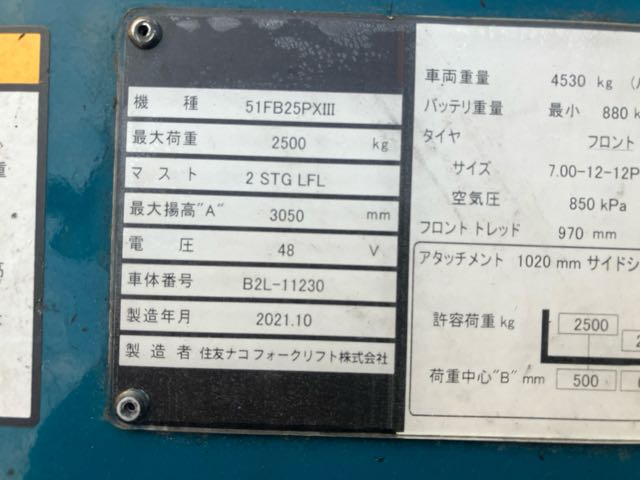 機種 51FB25PXIII
最大荷重 2500 kg
マスト 2 STG LFL
最大揚高"A" 3050 mm
電圧 48 V
車体番号 B2L-11230
製造年月 2021.10
製造者 住友ナコ フォークリフト株式会社
車両重量 4530 kg
バッテリ重量 最小 880
タイヤ フロント
サイズ 7.00-12-12P
空気圧 850 kPa
フロント トレッド 970 mm
アタッチメント 1020 mm サイドシ
許容荷重 kg 2500
荷重中心"B" mm 500